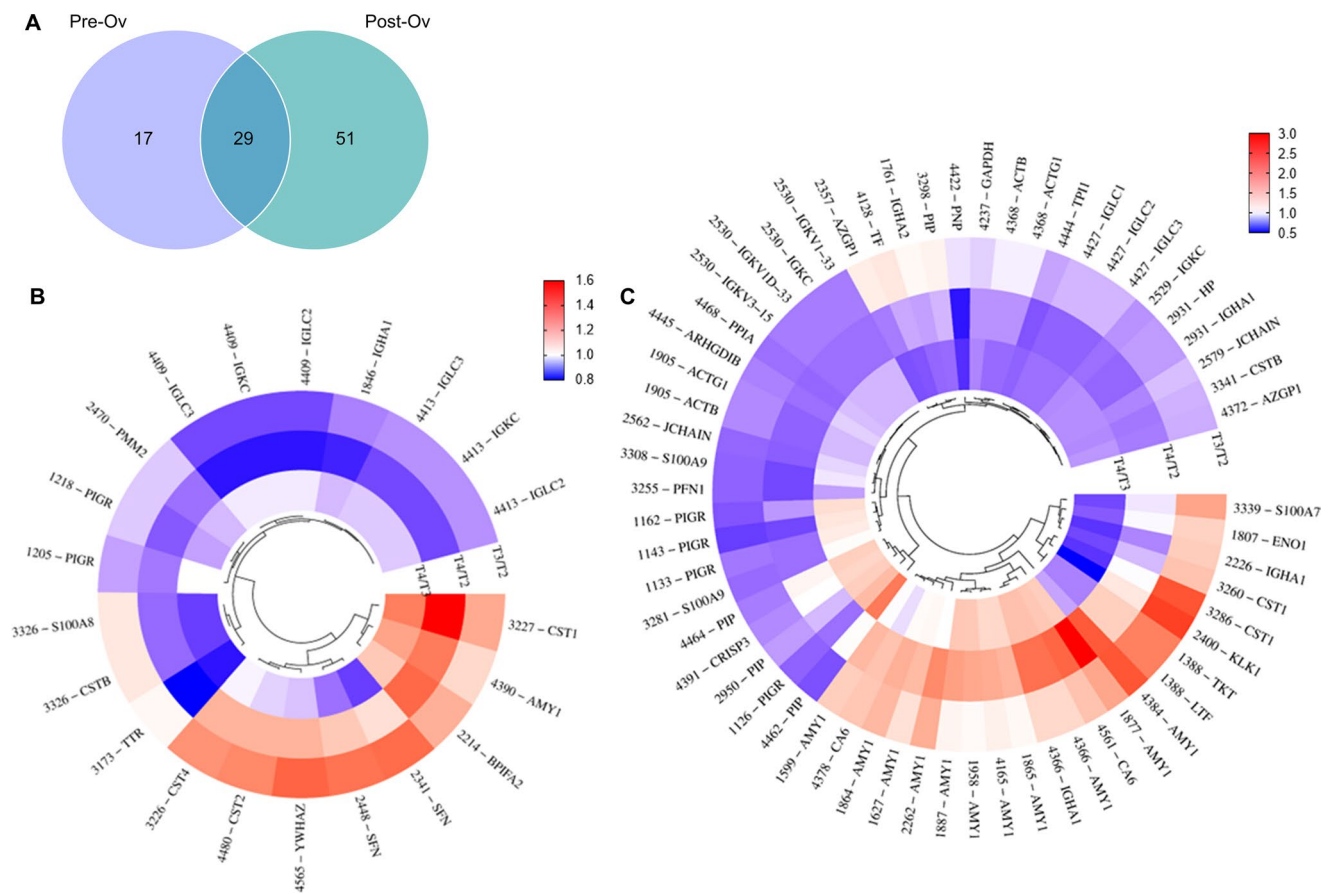 A
Pre-Ov
Post-Ov
17
29
51
B
1.6
1.4
1.2
1.0
0.8
1205 – PIGR
1218 – PIGR
2470 – PMM2
4409 – IGLC3
4409 – IGKC
4409 – IGLC2
1846 – IGHA1
4413 – IGLC3
4413 – IGKC
4413 – IGLC2
T3/T2
T4/T2
T4/T3
3227 – CST1
4390 – AMY1
2214 – BPIFA2
2341 – SFN
2448 – SFN
4565 – YWHAZ
4480 – CST2
3226 – CST4
3173 – TTR
3326 – CSTB
3326 – S100A8
C
3.0
2.5
2.0
1.5
1.0
0.5
4462 – PIP
1126 – PIGR
2950 – PIP
4391 – CRISP3
4464 – PIP
3281 – S100A9
1133 – PIGR
1143 – PIGR
1162 – PIGR
3255 – PFN1
3308 – S100A9
2562 – JCHAIN
1905 – ACTB
1905 – ACTG1
4445 – ARHGDIB
4468 – PPIA
2530 – IGKV3–15
2530 – IGKV1D–33
2530 – IGKC
2530 – IGKV1–33
2357 – AZGP1
4128 – TF
1761 – IGHA2
3298 – PIP
4422 – PNP
4237 – GAPDH
4368 – ACTB
4368 – ACTG1
4444 – TPI1
4427 – IGLC1
4427 – IGLC2
4427 – IGLC3
2529 – IGKC
2931 – HP
2931 – IGHA1
2579 – JCHAIN
3341 – CSTB
4372 – AZGP1
T3/T2
T4/T2
T4/T3
3339 – S100A7
1807 – ENO1
2226 – IGHA1
3260 – CST1
3286 – CST1
2400 – KLK1
1388 – TKT
1388 – LTF
4384 – AMY1
1877 – AMY1
4561 – CA6
4366 – AMY1
4366 – IGHA1
1865 – AMY1
4165 – AMY1
1958 – AMY1
1887 – AMY1
2262 – AMY1
1627 – AMY1
1864 – AMY1
4378 – CA6
1599 – AMY1